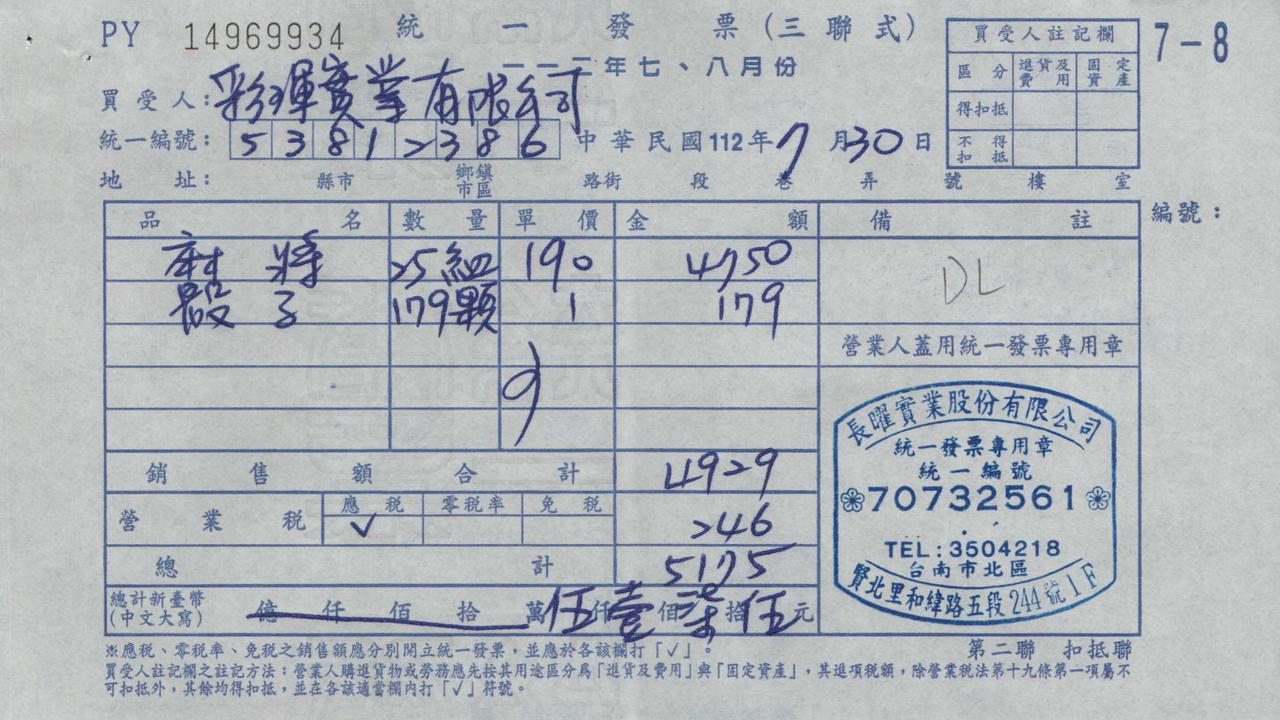 PY 14969934 統一發票(三聯式) 7-8
一一二年七、八月份
買受人:彩琿實業有限公司
統一編號:53812386 中華民國112年7月30日
地址: 縣市 鄉鎮市區 路街 段 巷 弄 號 樓 室
買受人註記欄
區分 進貨及費用 固定資產
得扣抵
不得扣抵
編號:
品名 數量 單價 金額 備註
麻將 25組 190 4750 DL
骰子 179顆 1 179
營業人蓋用統一發票專用章
銷售額合計 4929
營業稅 應稅 零稅率 免稅
√ 246
總計 5175
總計新臺幣(中文大寫) 億仟佰拾萬伍仟壹佰柒拾伍元
長曜實業股份有限公司
統一發票專用章
統一編號
70732561
TEL:3504218
台南市北區
賢北里和緯路五段244號1F
※應稅、零稅率、免稅之銷售額應分別開立統一發票,並應於各該欄打「√」。
第二聯 扣抵聯
買受人註記欄之註記方法:營業人購進貨物或勞務應先按其用途區分為「進貨及費用」與「固定資產」,其進項稅額,除營業稅法第十九條第一項屬不
可扣抵外,其餘均得扣抵,並在各該適當欄內打「√」符號。